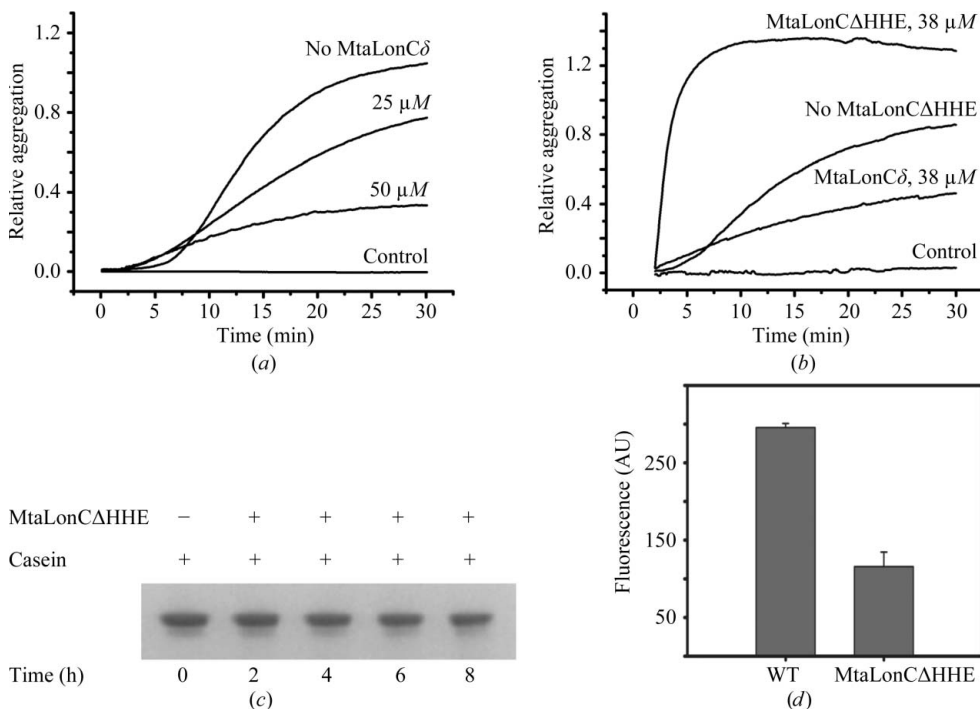 1.2
0.8
0.4
0.0
Relative aggregation
No MtaLonCδ
25 µM
50 µM
Control
0 5 10 15 20 25 30
Time (min)
(a)
MtaLonCΔHHE, 38 µM
1.2
0.8
0.4
0.0
Relative aggregation
No MtaLonCΔHHE
MtaLonCδ, 38 µM
Control
0 5 10 15 20 25 30
Time (min)
(b)
MtaLonCΔHHE − + + + +
Casein + + + + +
Time (h) 0 2 4 6 8
(c)
250
150
50
Fluorescence (AU)
WT MtaLonCΔHHE
(d)